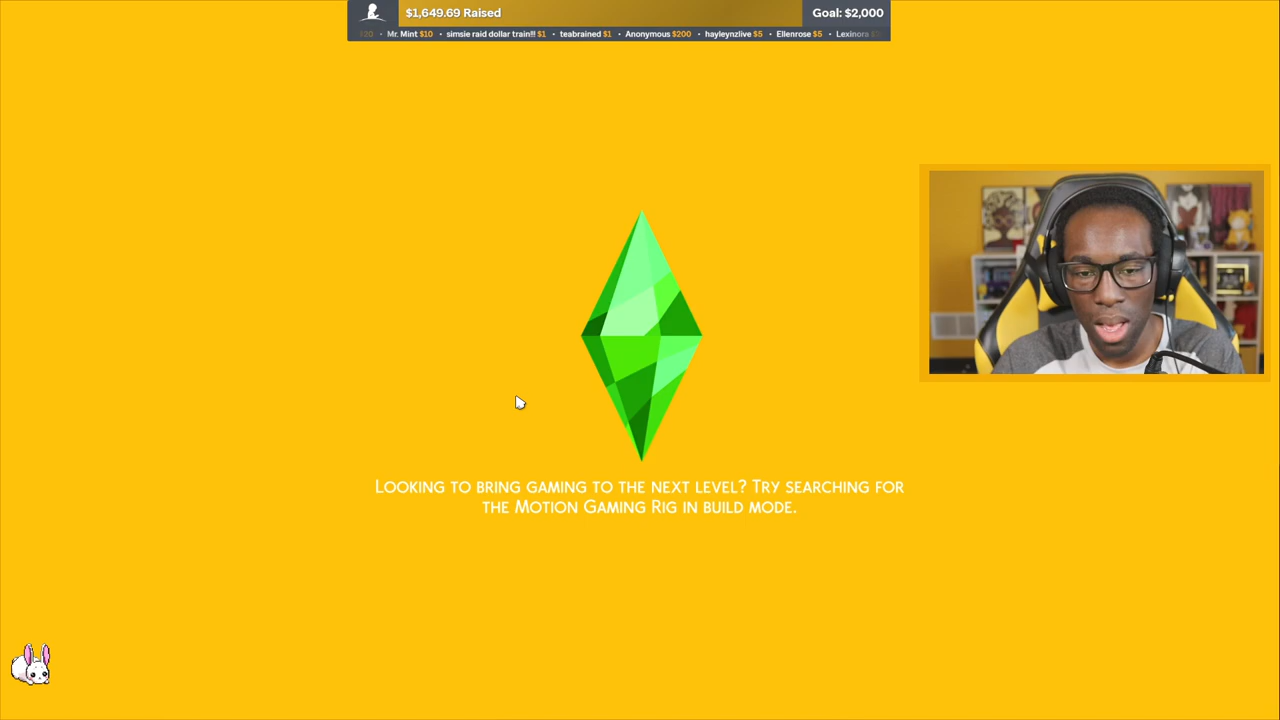 $1,649.69 Raised Goal: $2,000
• Mr. Mint $10 • simsie raid dollar train!!! $1 • teabrained $1 • Anonymous $200 • hayleynzlive $5 • Ellenrose $5 • Lexinora
LOOKING TO BRING GAMING TO THE NEXT LEVEL? TRY SEARCHING FOR
THE MOTION GAMING RIG IN BUILD MODE.